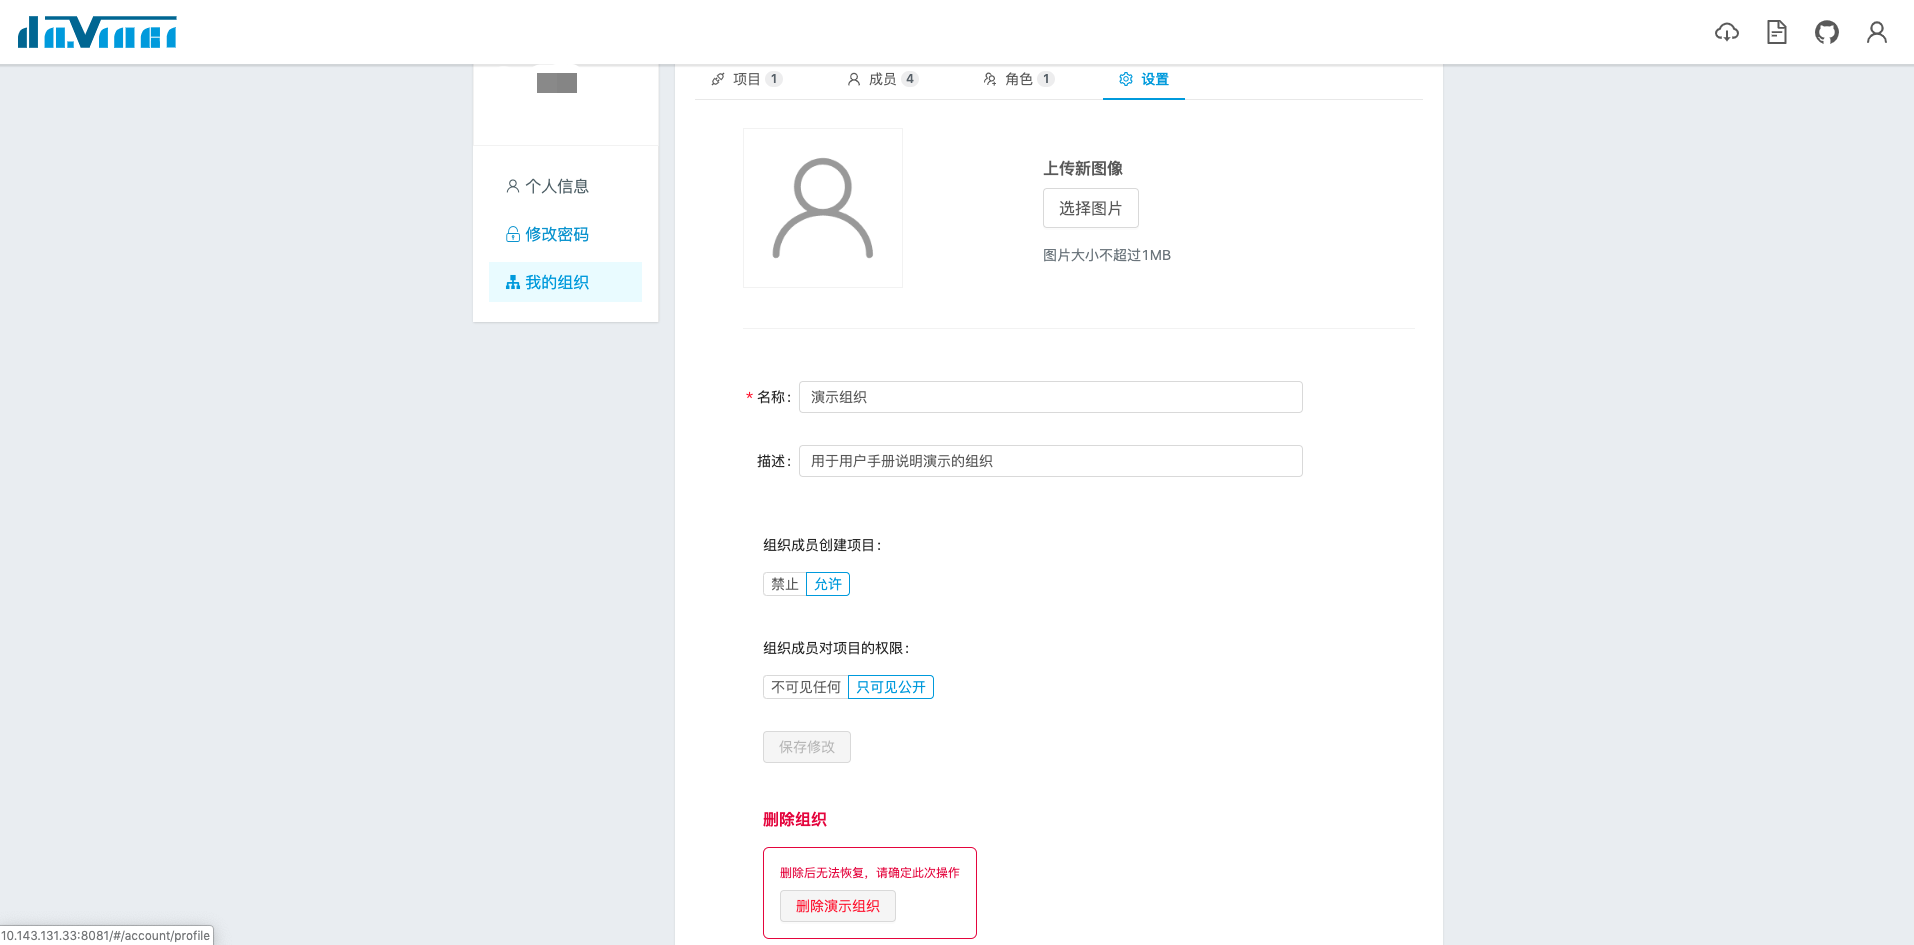 davinci
项目 1
成员 4
角色 1
设置
个人信息
修改密码
我的组织
上传新图像
选择图片
图片大小不超过1MB
* 名称：
演示组织
描述：
用于用户手册说明演示的组织
组织成员创建项目：
禁止 允许
组织成员对项目的权限：
不可见任何 只可见公开
保存修改
删除组织
删除后无法恢复，请确定此次操作
删除演示组织
10.143.131.33:8081/#/account/profile